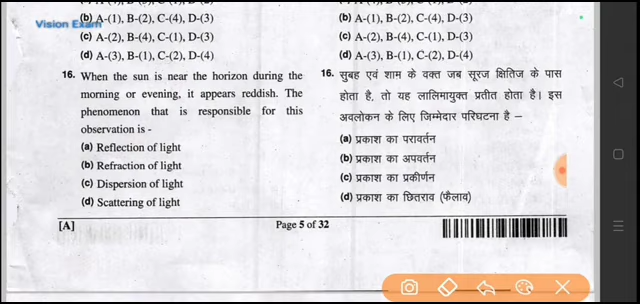 Vision Exam
(b) A-(1), B-(2), C-(4), D-(3)
(c) A-(2), B-(4), C-(1), D-(3)
(d) A-(3), B-(1), C-(2), D-(4)
16. When the sun is near the horizon during the
morning or evening, it appears reddish. The
phenomenon that is responsible for this
observation is -
(a) Reflection of light
(b) Refraction of light
(c) Dispersion of light
(d) Scattering of light
(b) A-(1), B-(2), C-(4), D-(3)
(c) A-(2), B-(4), C-(1), D-(3)
(d) A-(3), B-(1), C-(2), D-(4)
16. सुबह एवं शाम के वक्त जब सूरज क्षितिज के पास
होता है, तो यह लालिमायुक्त प्रतीत होता है। इस
अवलोकन के लिए जिम्मेदार परिघटना है –
(a) प्रकाश का परावर्तन
(b) प्रकाश का अपवर्तन
(c) प्रकाश का प्रकीर्णन
(d) प्रकाश का छितराव (फैलाव)
[A]
Page 5 of 32